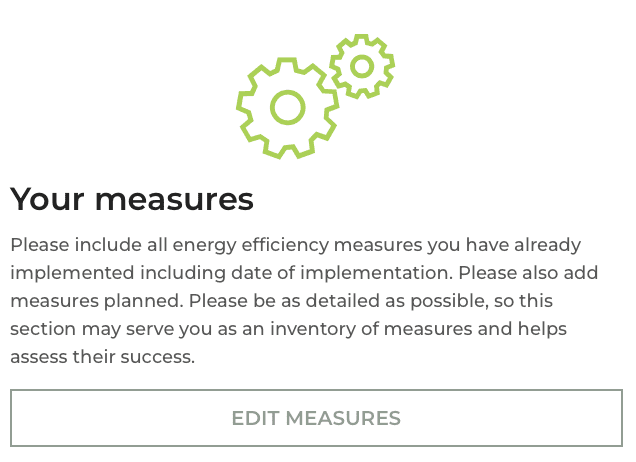 Your measures
Please include all energy efficiency measures you have already
implemented including date of implementation. Please also add
measures planned. Please be as detailed as possible, so this
section may serve you as an inventory of measures and helps
assess their success.
EDIT MEASURES